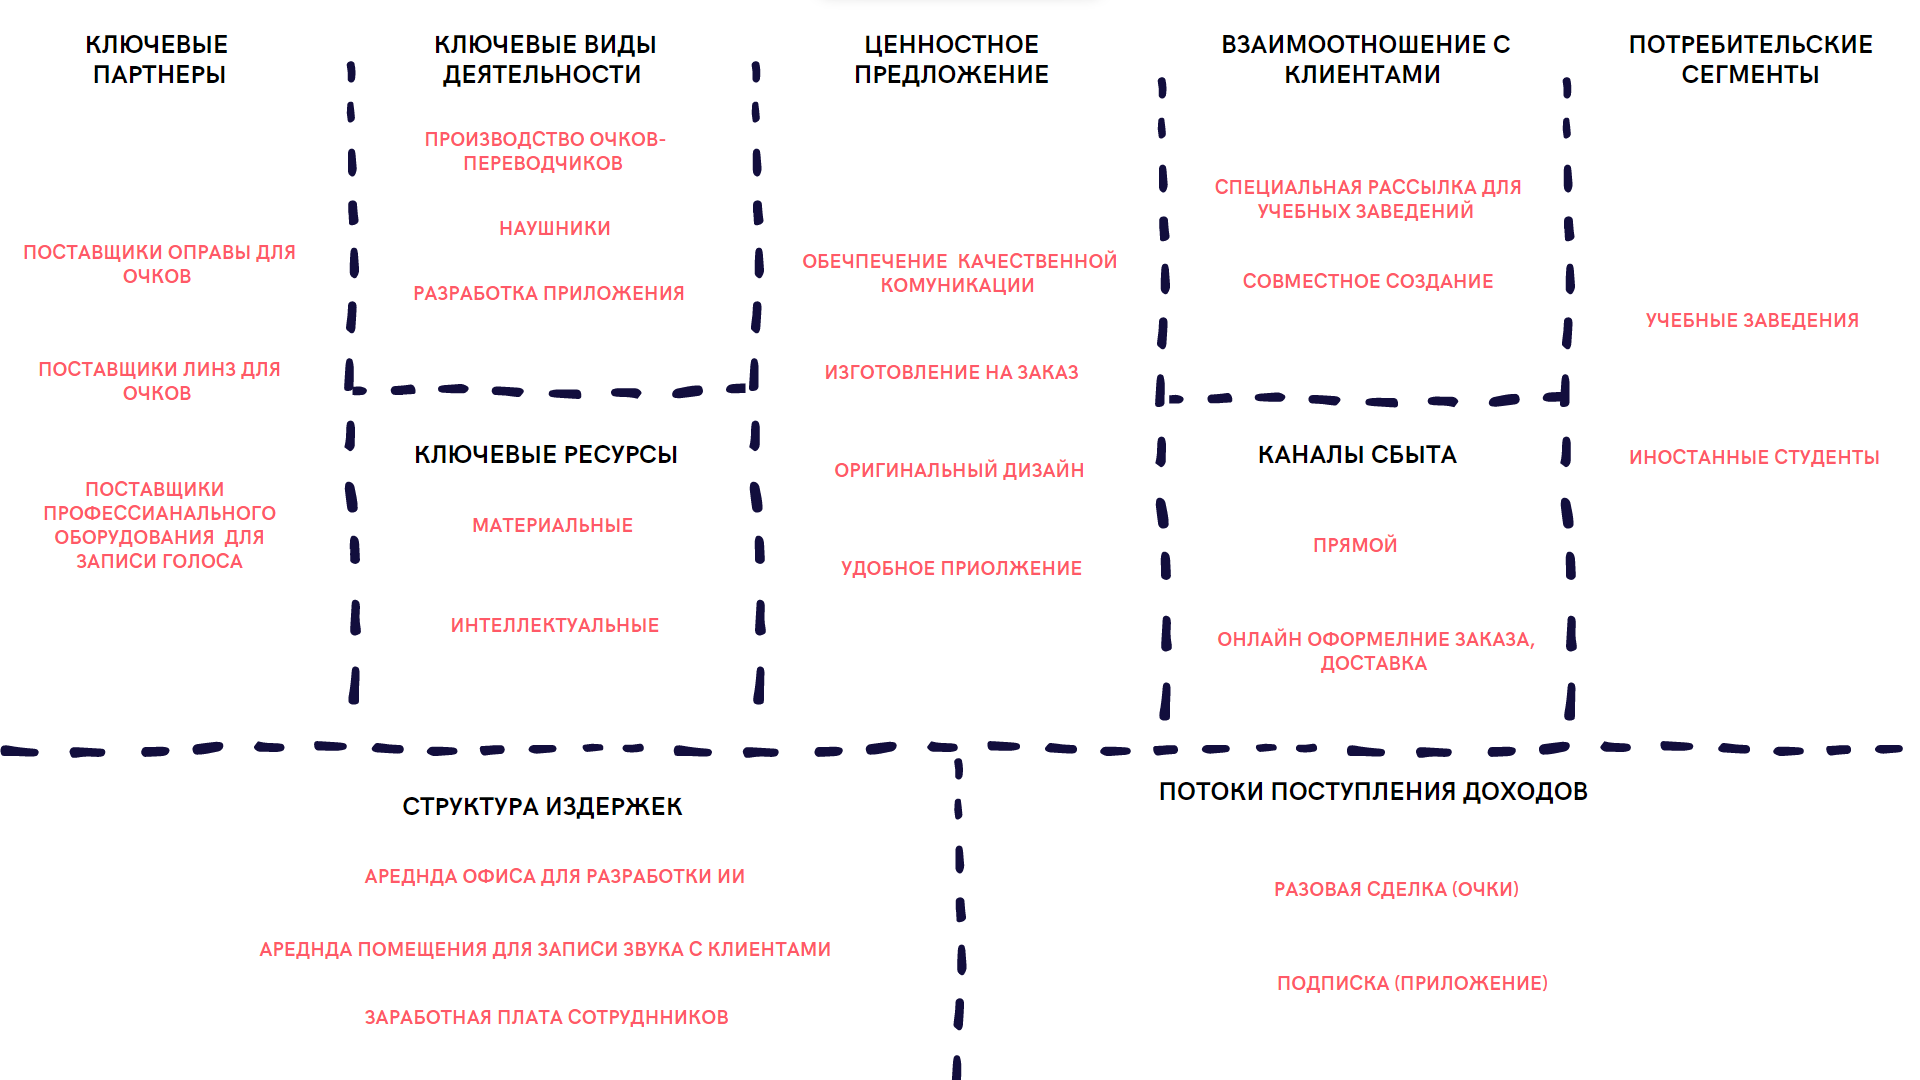 КЛЮЧЕВЫЕ
ПАРТНЕРЫ
ПОСТАВЩИКИ ОПРАВЫ ДЛЯ
ОЧКОВ
ПОСТАВЩИКИ ЛИНЗ ДЛЯ
ОЧКОВ
ПОСТАВЩИКИ
ПРОФЕССИАНАЛЬНОГО
ОБОРУДОВАНИЯ ДЛЯ
ЗАПИСИ ГОЛОСА
КЛЮЧЕВЫЕ ВИДЫ
ДЕЯТЕЛЬНОСТИ
ПРОИЗВОДСТВО ОЧКОВ-
ПЕРЕВОДЧИКОВ
НАУШНИКИ
РАЗРАБОТКА ПРИЛОЖЕНИЯ
КЛЮЧЕВЫЕ РЕСУРСЫ
МАТЕРИАЛЬНЫЕ
ИНТЕЛЛЕКТУАЛЬНЫЕ
ЦЕННОСТНОЕ
ПРЕДЛОЖЕНИЕ
ОБЕЧПЕЧЕНИЕ КАЧЕСТВЕННОЙ
КОМУНИКАЦИИ
ИЗГОТОВЛЕНИЕ НА ЗАКАЗ
ОРИГИНАЛЬНЫЙ ДИЗАЙН
УДОБНОЕ ПРИОЛЖЕНИЕ
ВЗАИМООТНОШЕНИЕ С
КЛИЕНТАМИ
СПЕЦИАЛЬНАЯ РАССЫЛКА ДЛЯ
УЧЕБНЫХ ЗАВЕДЕНИЙ
СОВМЕСТНОЕ СОЗДАНИЕ
КАНАЛЫ СБЫТА
ПРЯМОЙ
ОНЛАЙН ОФОРМЕЛНИЕ ЗАКАЗА,
ДОСТАВКА
ПОТРЕБИТЕЛЬСКИЕ
СЕГМЕНТЫ
УЧЕБНЫЕ ЗАВЕДЕНИЯ
ИНОСТАННЫЕ СТУДЕНТЫ
СТРУКТУРА ИЗДЕРЖЕК
АРЕДНДА ОФИСА ДЛЯ РАЗРАБОТКИ ИИ
АРЕДНДА ПОМЕЩЕНИЯ ДЛЯ ЗАПИСИ ЗВУКА С КЛИЕНТАМИ
ЗАРАБОТНАЯ ПЛАТА СОТРУДННИКОВ
ПОТОКИ ПОСТУПЛЕНИЯ ДОХОДОВ
РАЗОВАЯ СДЕЛКА (ОЧКИ)
ПОДПИСКА (ПРИЛОЖЕНИЕ)